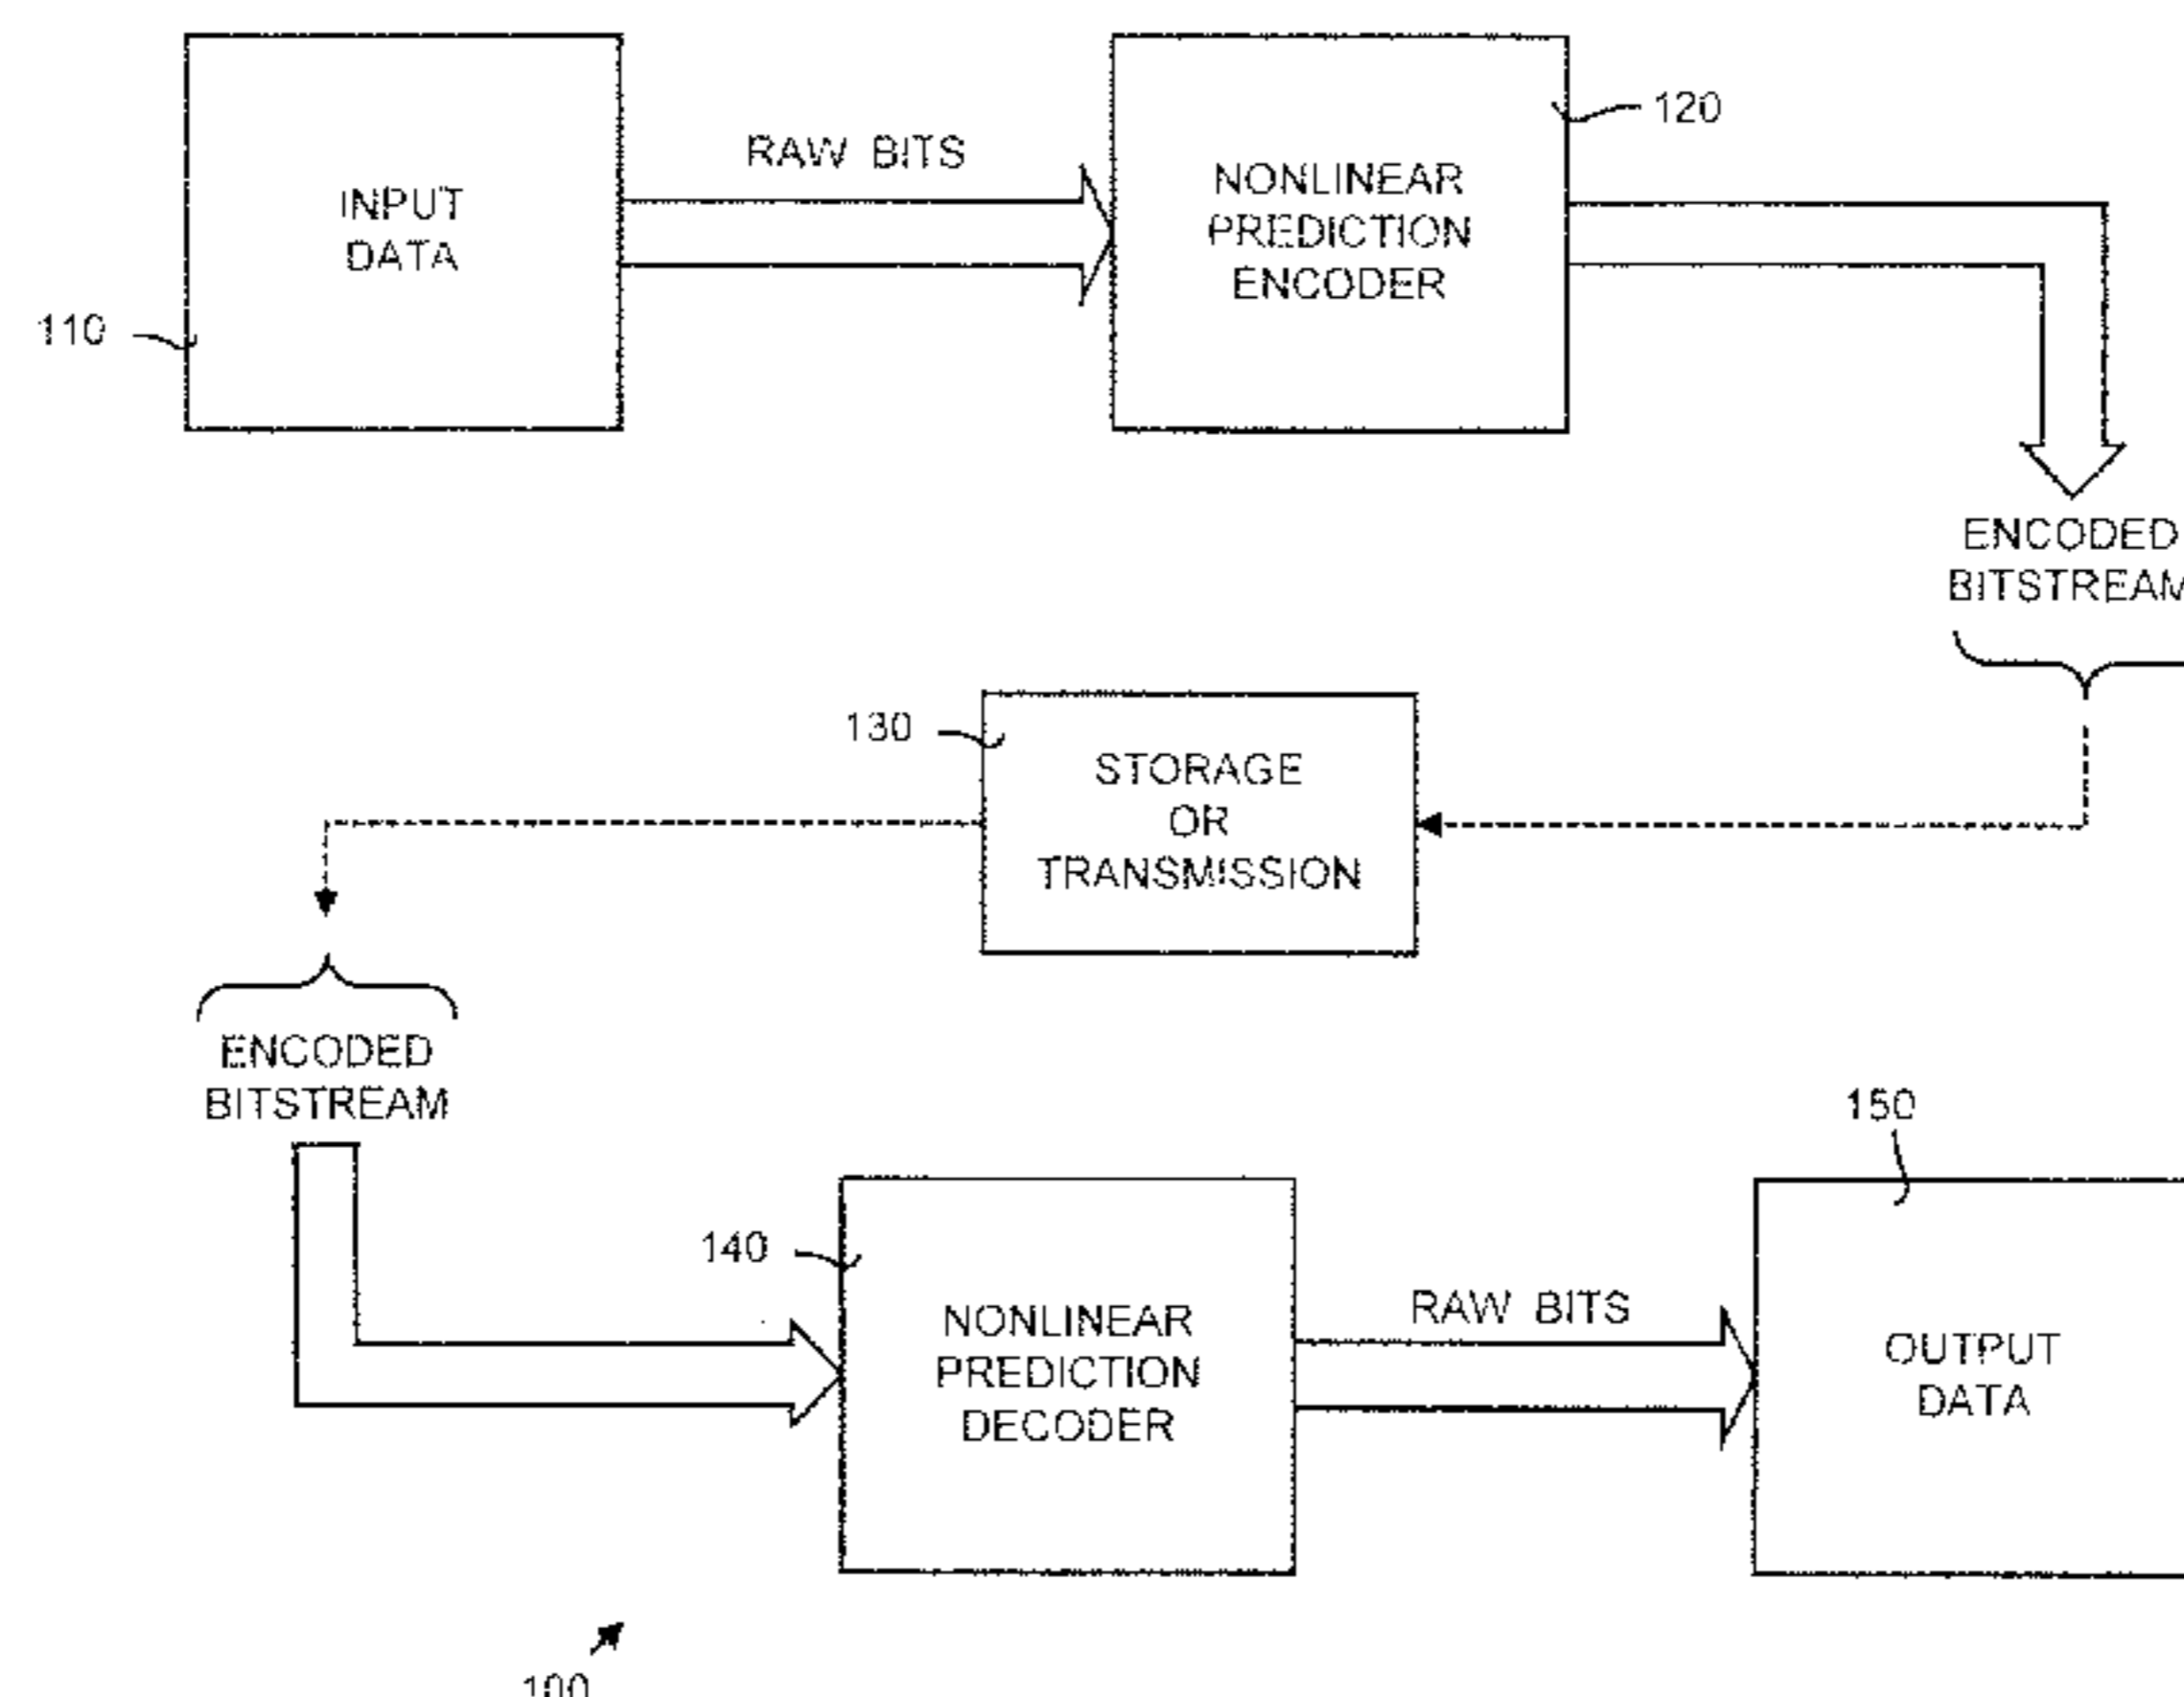 RAW BITS
120
NONLINEAR
PREDICTION
ENCODER
INPUT
DATA
110
ENCODED
BITSTREAM
130
STORAGE
OR
TRANSMISSION
ENCODED
BITSTREAM
150
140
NONLINEAR
PREDICTION
DECODER
RAW BITS
OUTPUT
DATA
100